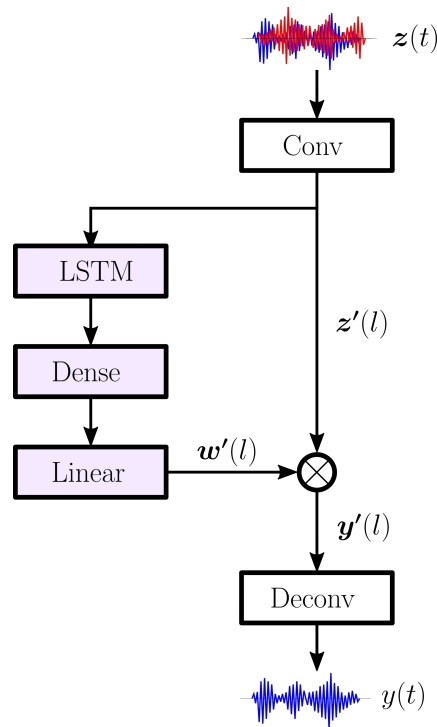 z(t)
Conv
LSTM
z′(l)
Dense
w′(l)
Linear
y′(l)
Deconv
y(t)